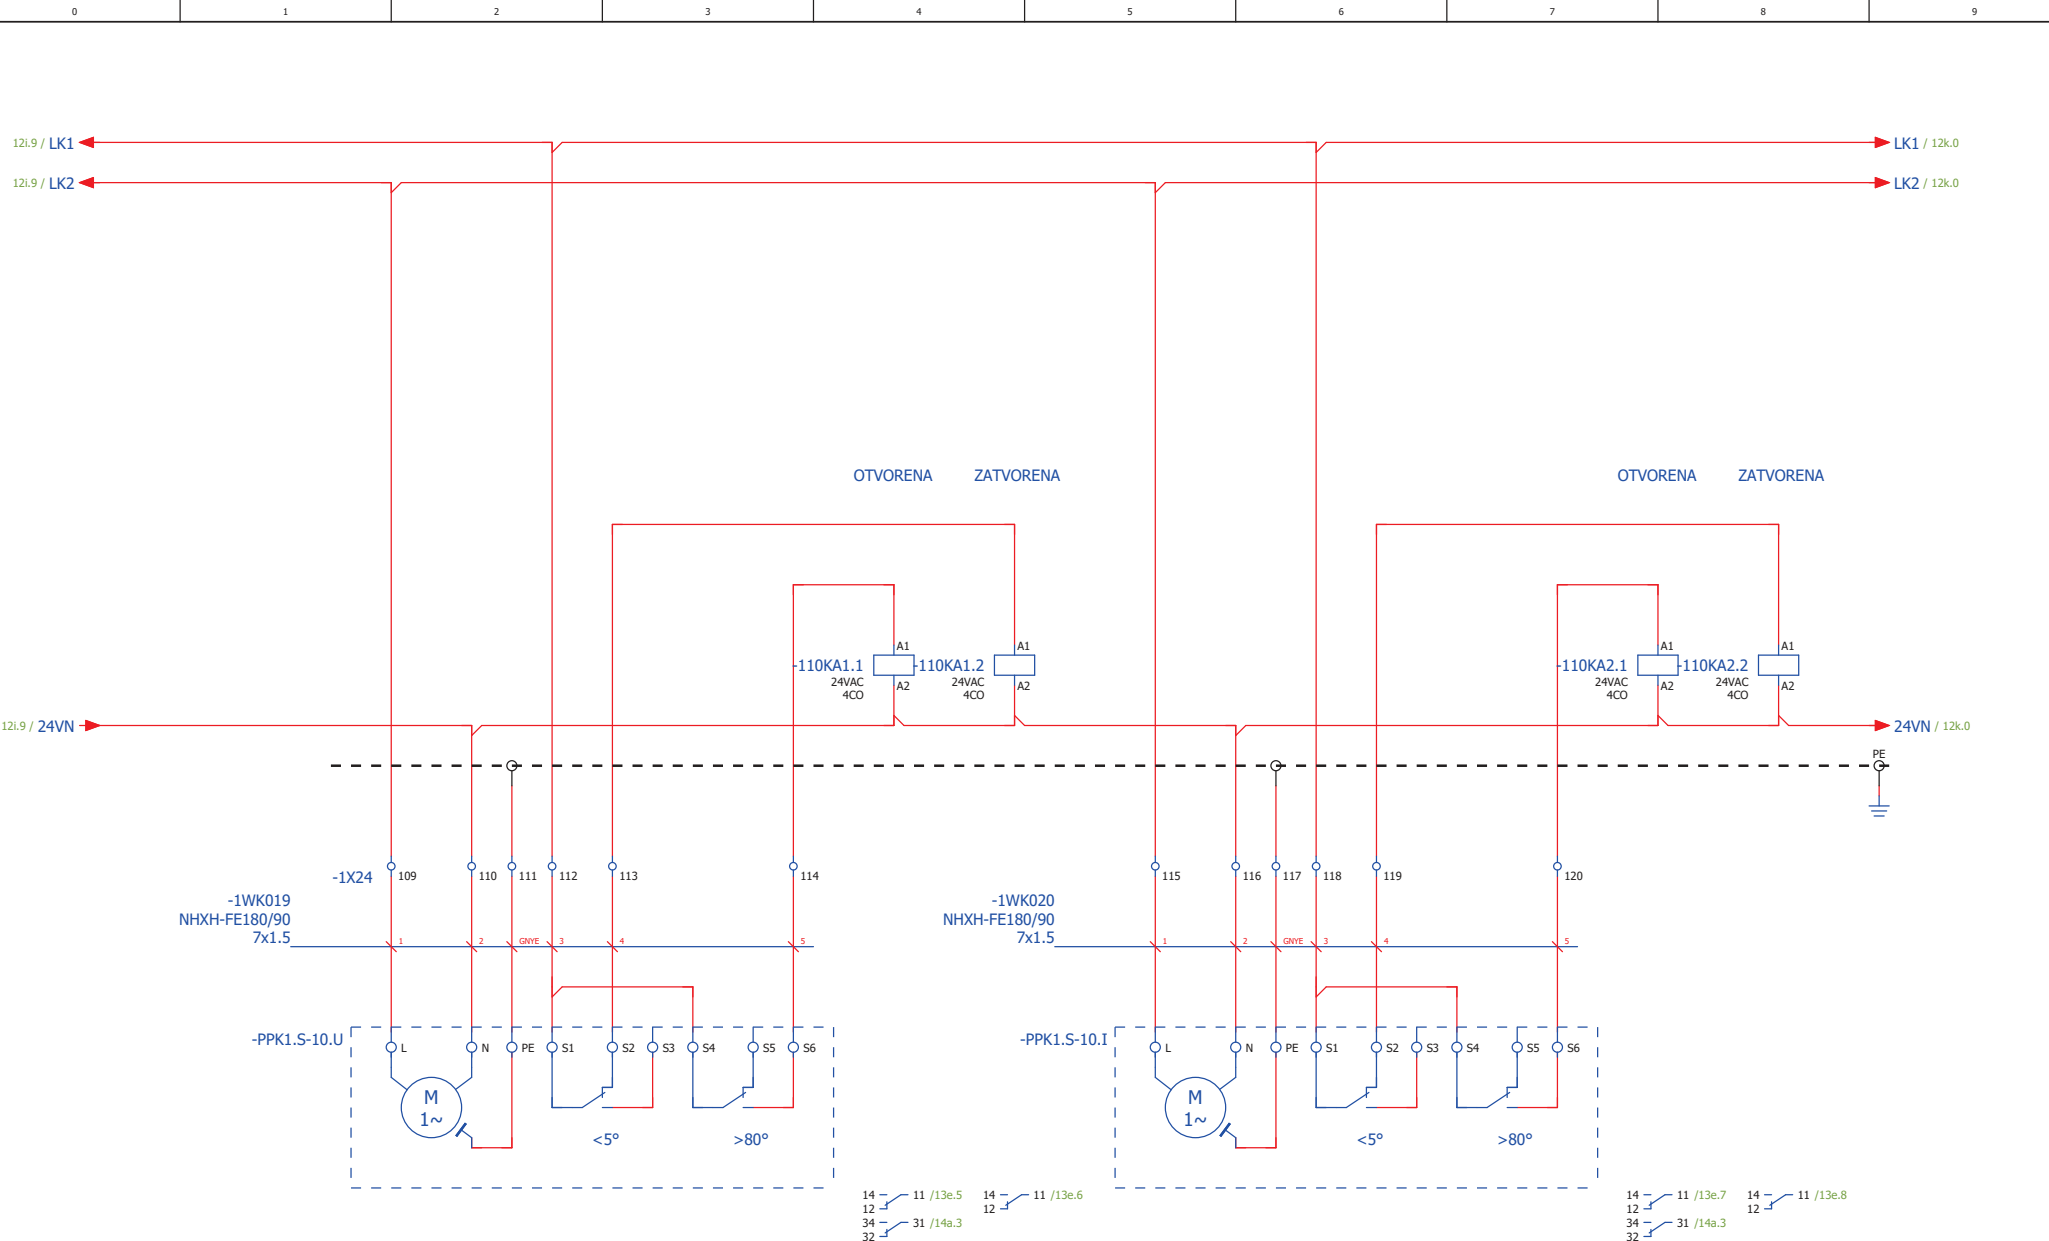 0 1 2 3 4 5 6 7 8 9
12i.9 / LK1
LK1 / 12k.0
12i.9 / LK2
LK2 / 12k.0
OTVORENA ZATVORENA OTVORENA ZATVORENA
A1 A1 A1 A1
-110KA1.1 -110KA1.2 -110KA2.1 -110KA2.2
24VAC A2 24VAC A2 24VAC A2 24VAC A2
4CO 4CO 4CO 4CO
12i.9 / 24VN
24VN / 12k.0
PE
-1X24 109 110 111 112 113 114 115 116 117 118 119 120
-1WK019
NHXH-FE180/90
7x1.5
1 2 GNYE 3 4 5
-1WK020
NHXH-FE180/90
7x1.5
1 2 GNYE 3 4 5
-PPK1.S-10.U
L N PE S1 S2 S3 S4 S5 S6
M
1~
<5° >80°
-PPK1.S-10.I
L N PE S1 S2 S3 S4 S5 S6
M
1~
<5° >80°
14 11 /13e.5
12
34 31 /14a.3
32
14 11 /13e.6
12
14 11 /13e.7
12
34 31 /14a.3
32
14 11 /13e.8
12